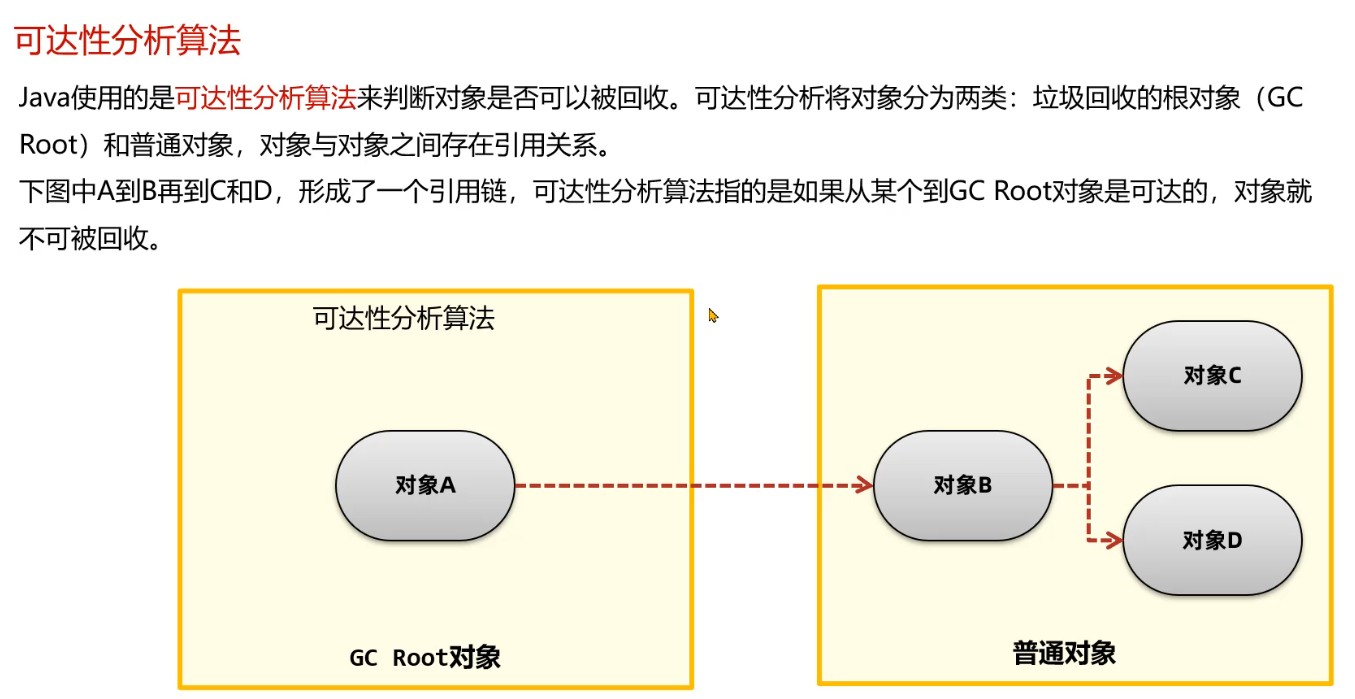 可达性分析算法
Java使用的是可达性分析算法来判断对象是否可以被回收。可达性分析将对象分为两类：垃圾回收的根对象（GC
Root）和普通对象，对象与对象之间存在引用关系。
下图中A到B再到C和D，形成了一个引用链，可达性分析算法指的是如果从某个到GC Root对象是可达的，对象就
不可被回收。
可达性分析算法
对象A
GC Root对象
对象B
对象C
对象D
普通对象